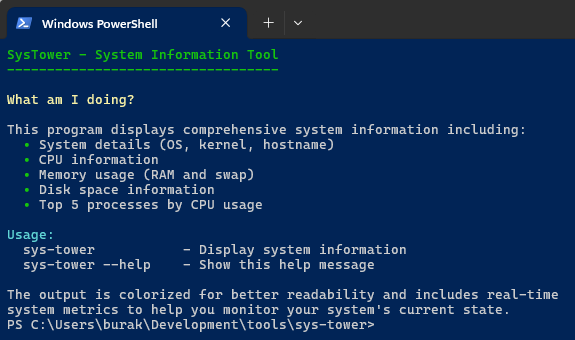 Windows PowerShell
SysTower - System Information Tool
----------------------------------
What am I doing?
This program displays comprehensive system information including:
• System details (OS, kernel, hostname)
• CPU information
• Memory usage (RAM and swap)
• Disk space information
• Top 5 processes by CPU usage
Usage:
sys-tower           - Display system information
sys-tower --help    - Show this help message
The output is colorized for better readability and includes real-time
system metrics to help you monitor your system's current state.
PS C:\Users\burak\Development\tools\sys-tower>